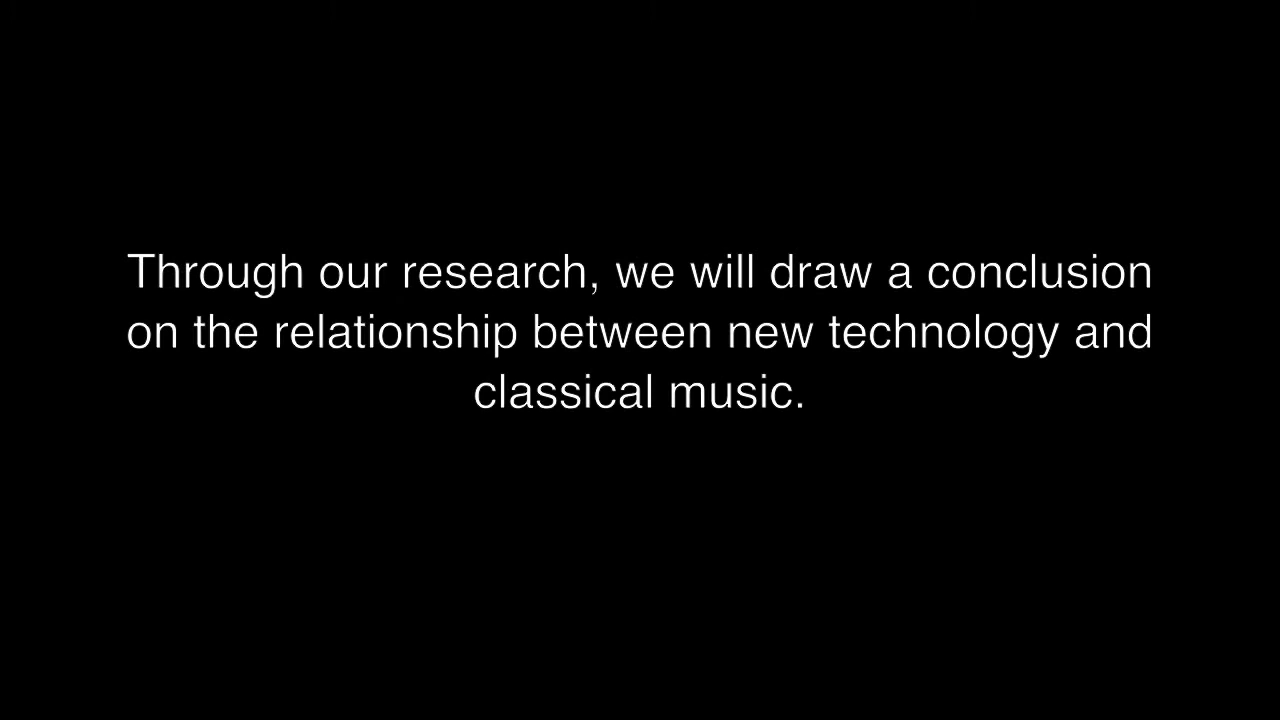 Through our research, we will draw a conclusion
on the relationship between new technology and
classical music.